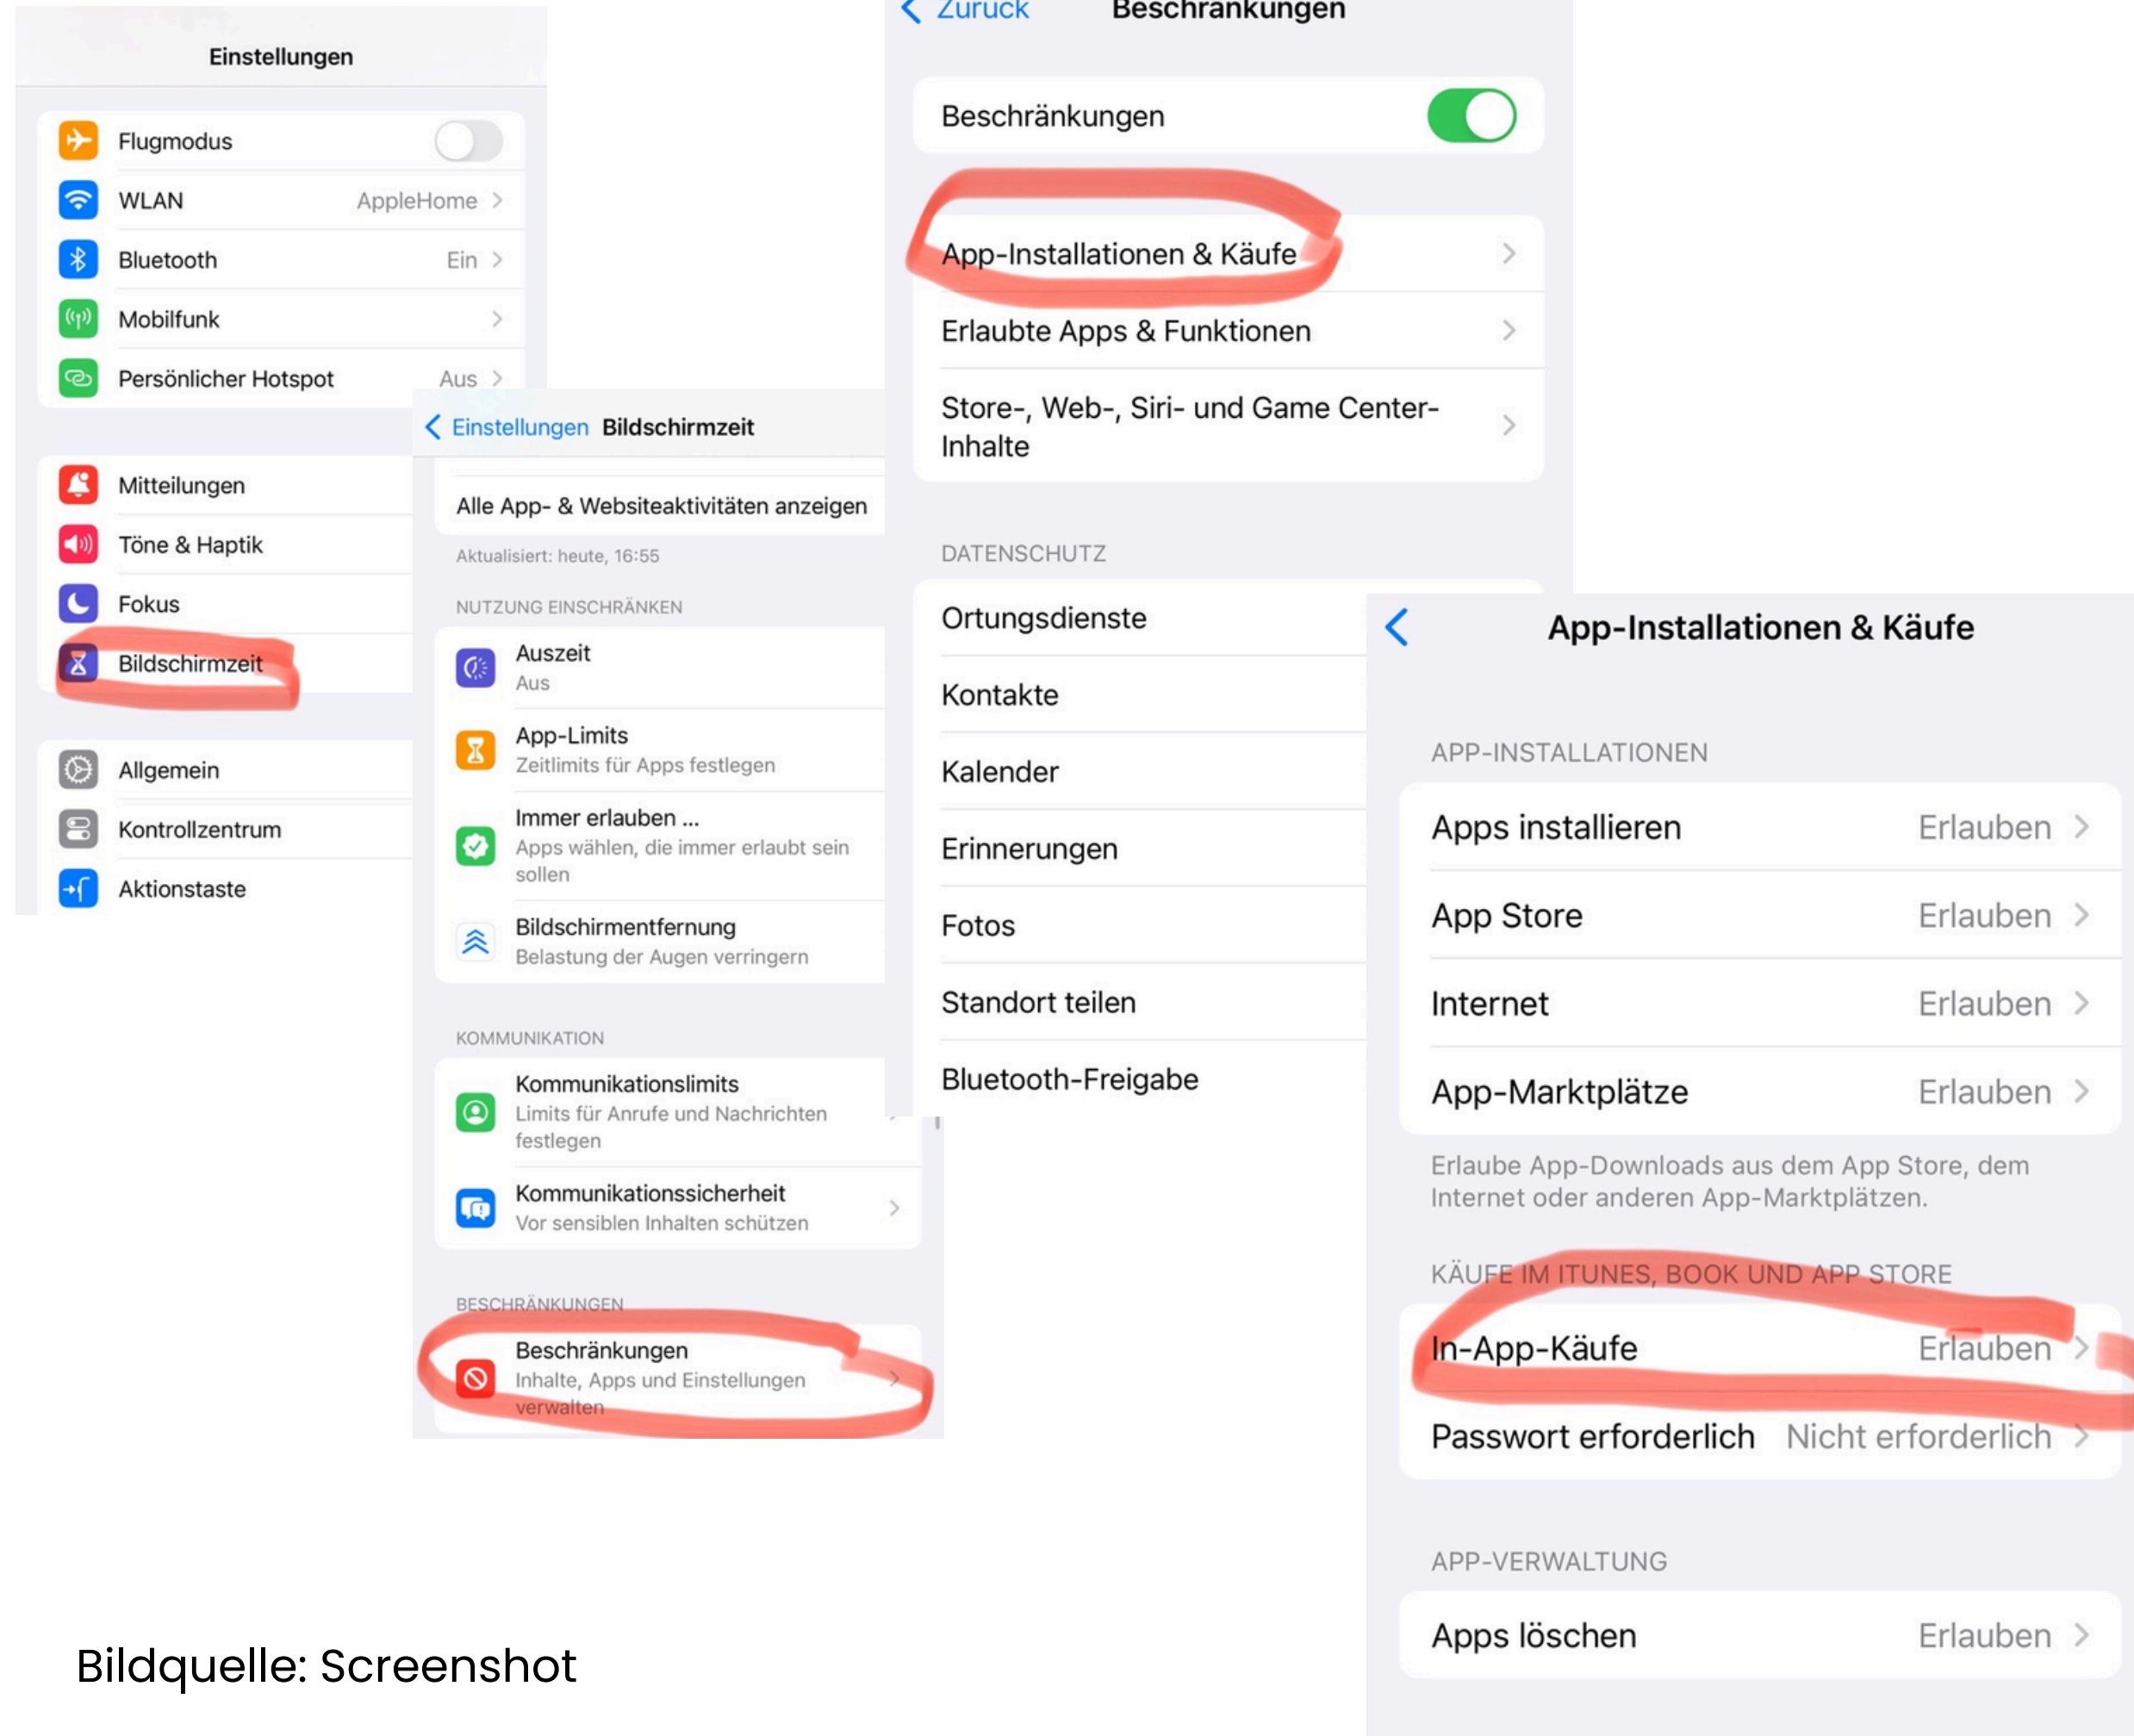 Einstellungen
Flugmodus
WLAN AppleHome
Bluetooth Ein
Mobilfunk
Persönlicher Hotspot Aus
Mitteilungen
Töne & Haptik
Fokus
Bildschirmzeit
Allgemein
Kontrollzentrum
Aktionstaste
Einstellungen Bildschirmzeit
Alle App- & Websiteaktivitäten anzeigen
Aktualisiert: heute, 16:55
NUTZUNG EINSCHRÄNKEN
Auszeit
Aus
App-Limits
Zeitlimits für Apps festlegen
Immer erlauben ...
Apps wählen, die immer erlaubt sein
sollen
Bildschirmentfernung
Belastung der Augen verringern
KOMMUNIKATION
Kommunikationslimits
Limits für Anrufe und Nachrichten
festlegen
Kommunikationssicherheit
Vor sensiblen Inhalten schützen
BESCHRÄNKUNGEN
Beschränkungen
Inhalte, Apps und Einstellungen
verwalten
Zurück Beschränkungen
Beschränkungen
App-Installationen & Käufe
Erlaubte Apps & Funktionen
Store-, Web-, Siri- und Game Center-
Inhalte
DATENSCHUTZ
Ortungsdienste
Kontakte
Kalender
Erinnerungen
Fotos
Standort teilen
Bluetooth-Freigabe
App-Installationen & Käufe
APP-INSTALLATIONEN
Apps installieren Erlauben
App Store Erlauben
Internet Erlauben
App-Marktplätze Erlauben
Erlaube App-Downloads aus dem App Store, dem
Internet oder anderen App-Marktplätzen.
KÄUFE IM ITUNES, BOOK UND APP STORE
In-App-Käufe Erlauben
Passwort erforderlich Nicht erforderlich
APP-VERWALTUNG
Apps löschen Erlauben
Bildquelle: Screenshot